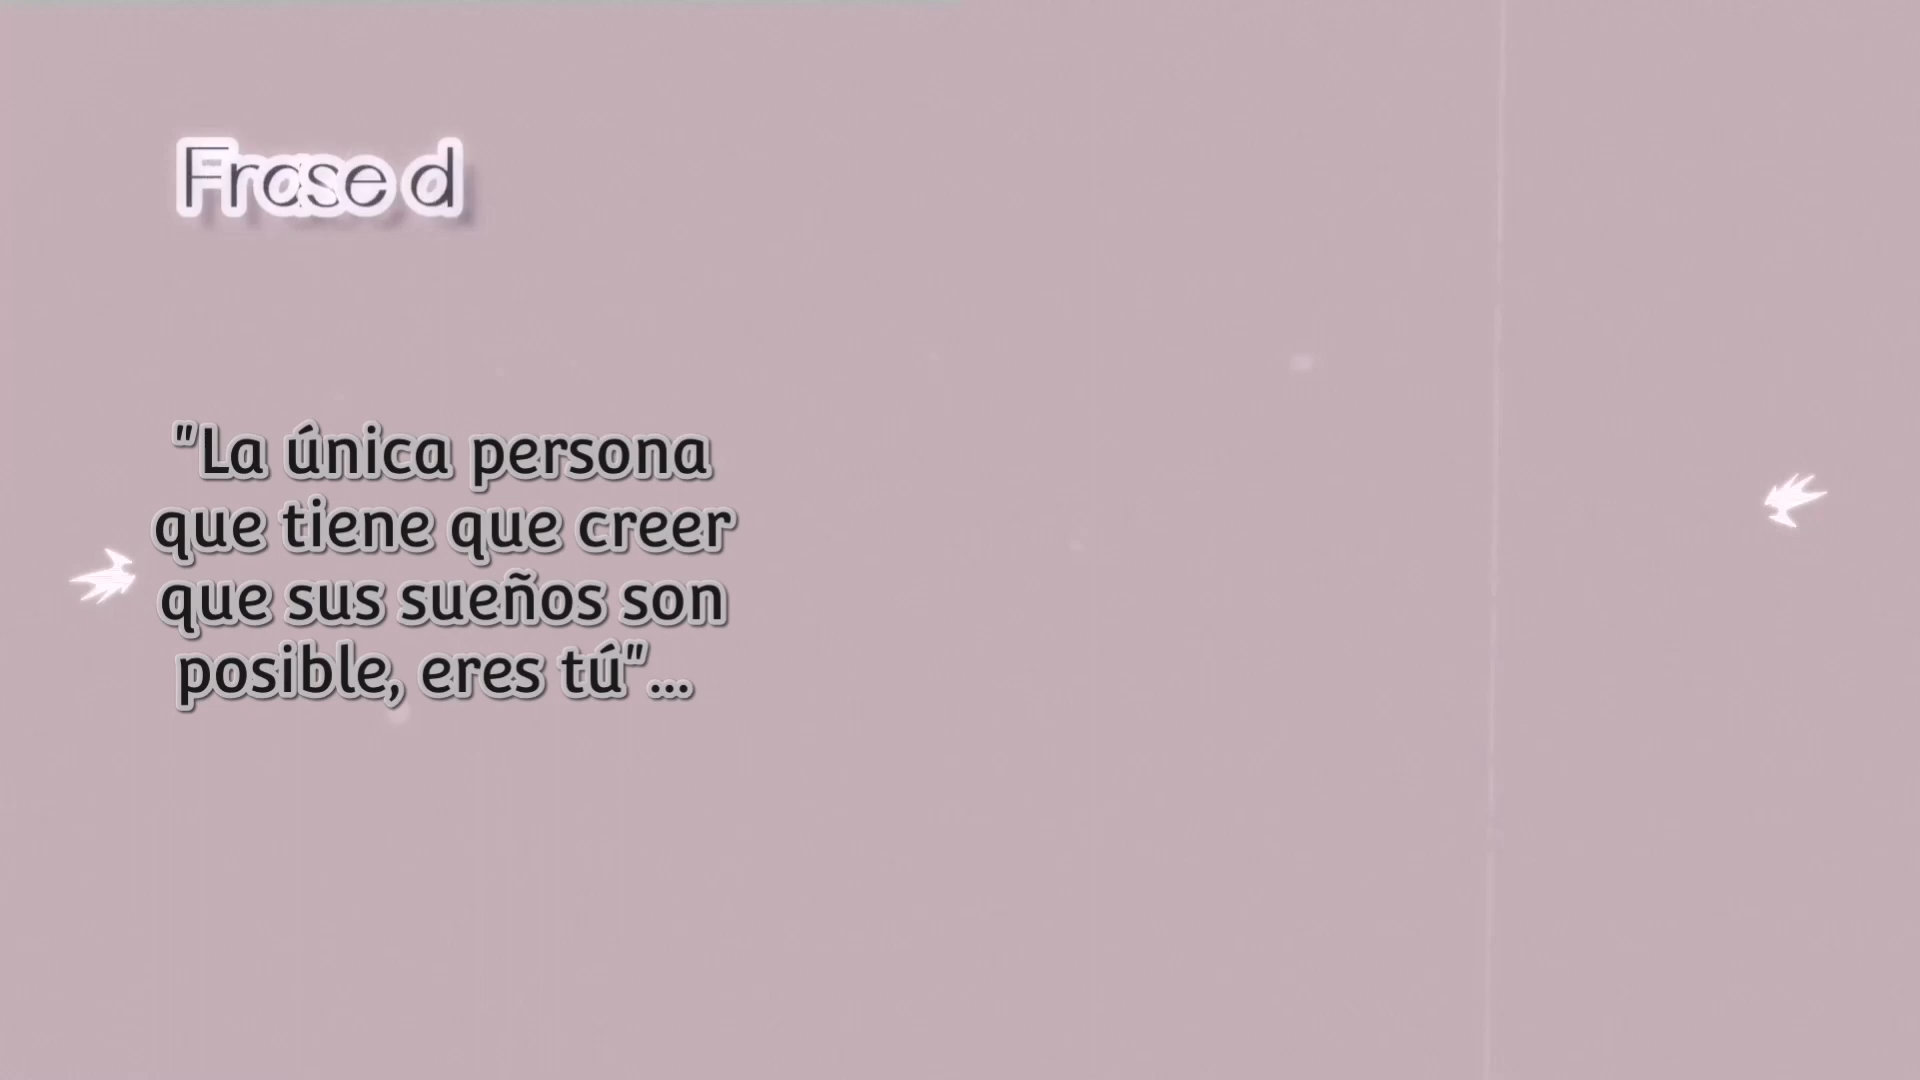 Frase d
"La única persona
que tiene que creer
que sus sueños son
posible, eres tú"...